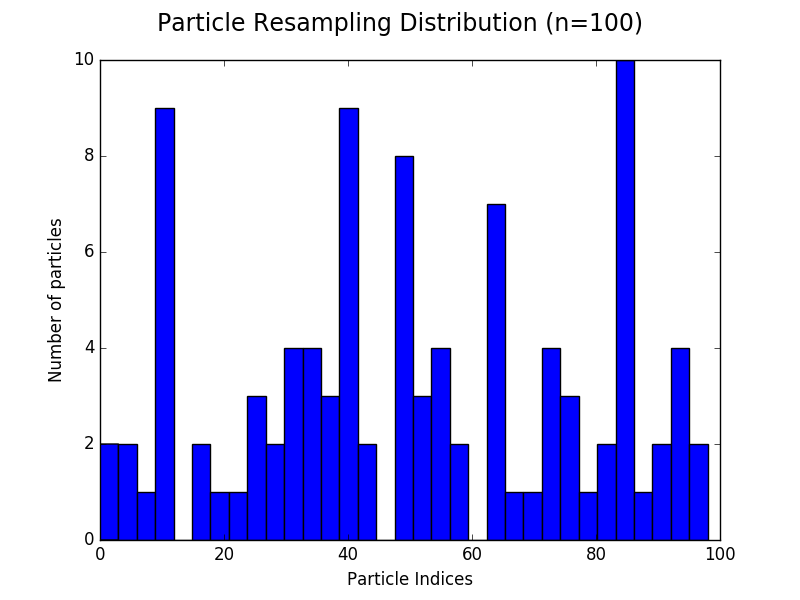 Particle Resampling Distribution (n=100)
10
8
6
4
2
0
Number of particles
0 20 40 60 80 100
Particle Indices